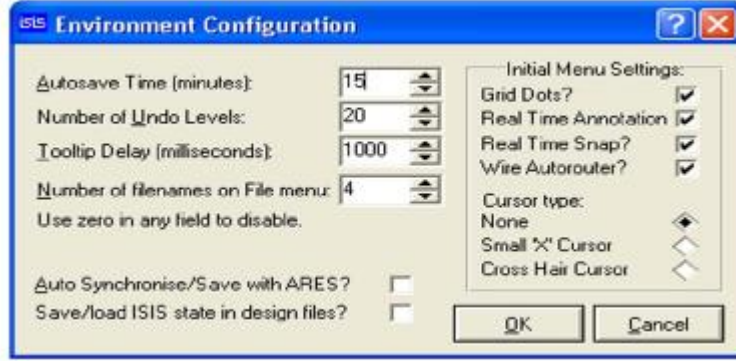 isis Environment Configuration
Autosave Time (minutes): 15
Number of Undo Levels: 20
Tooltip Delay (milliseconds): 1000
Number of filenames on File menu: 4
Use zero in any field to disable.
Auto Synchronise/Save with ARES?
Save/load ISIS state in design files?
Initial Menu Settings:
Grid Dots?
Real Time Annotation
Real Time Snap?
Wire Autorouter?
Cursor type:
None
Small 'X' Cursor
Cross Hair Cursor
OK
Cancel